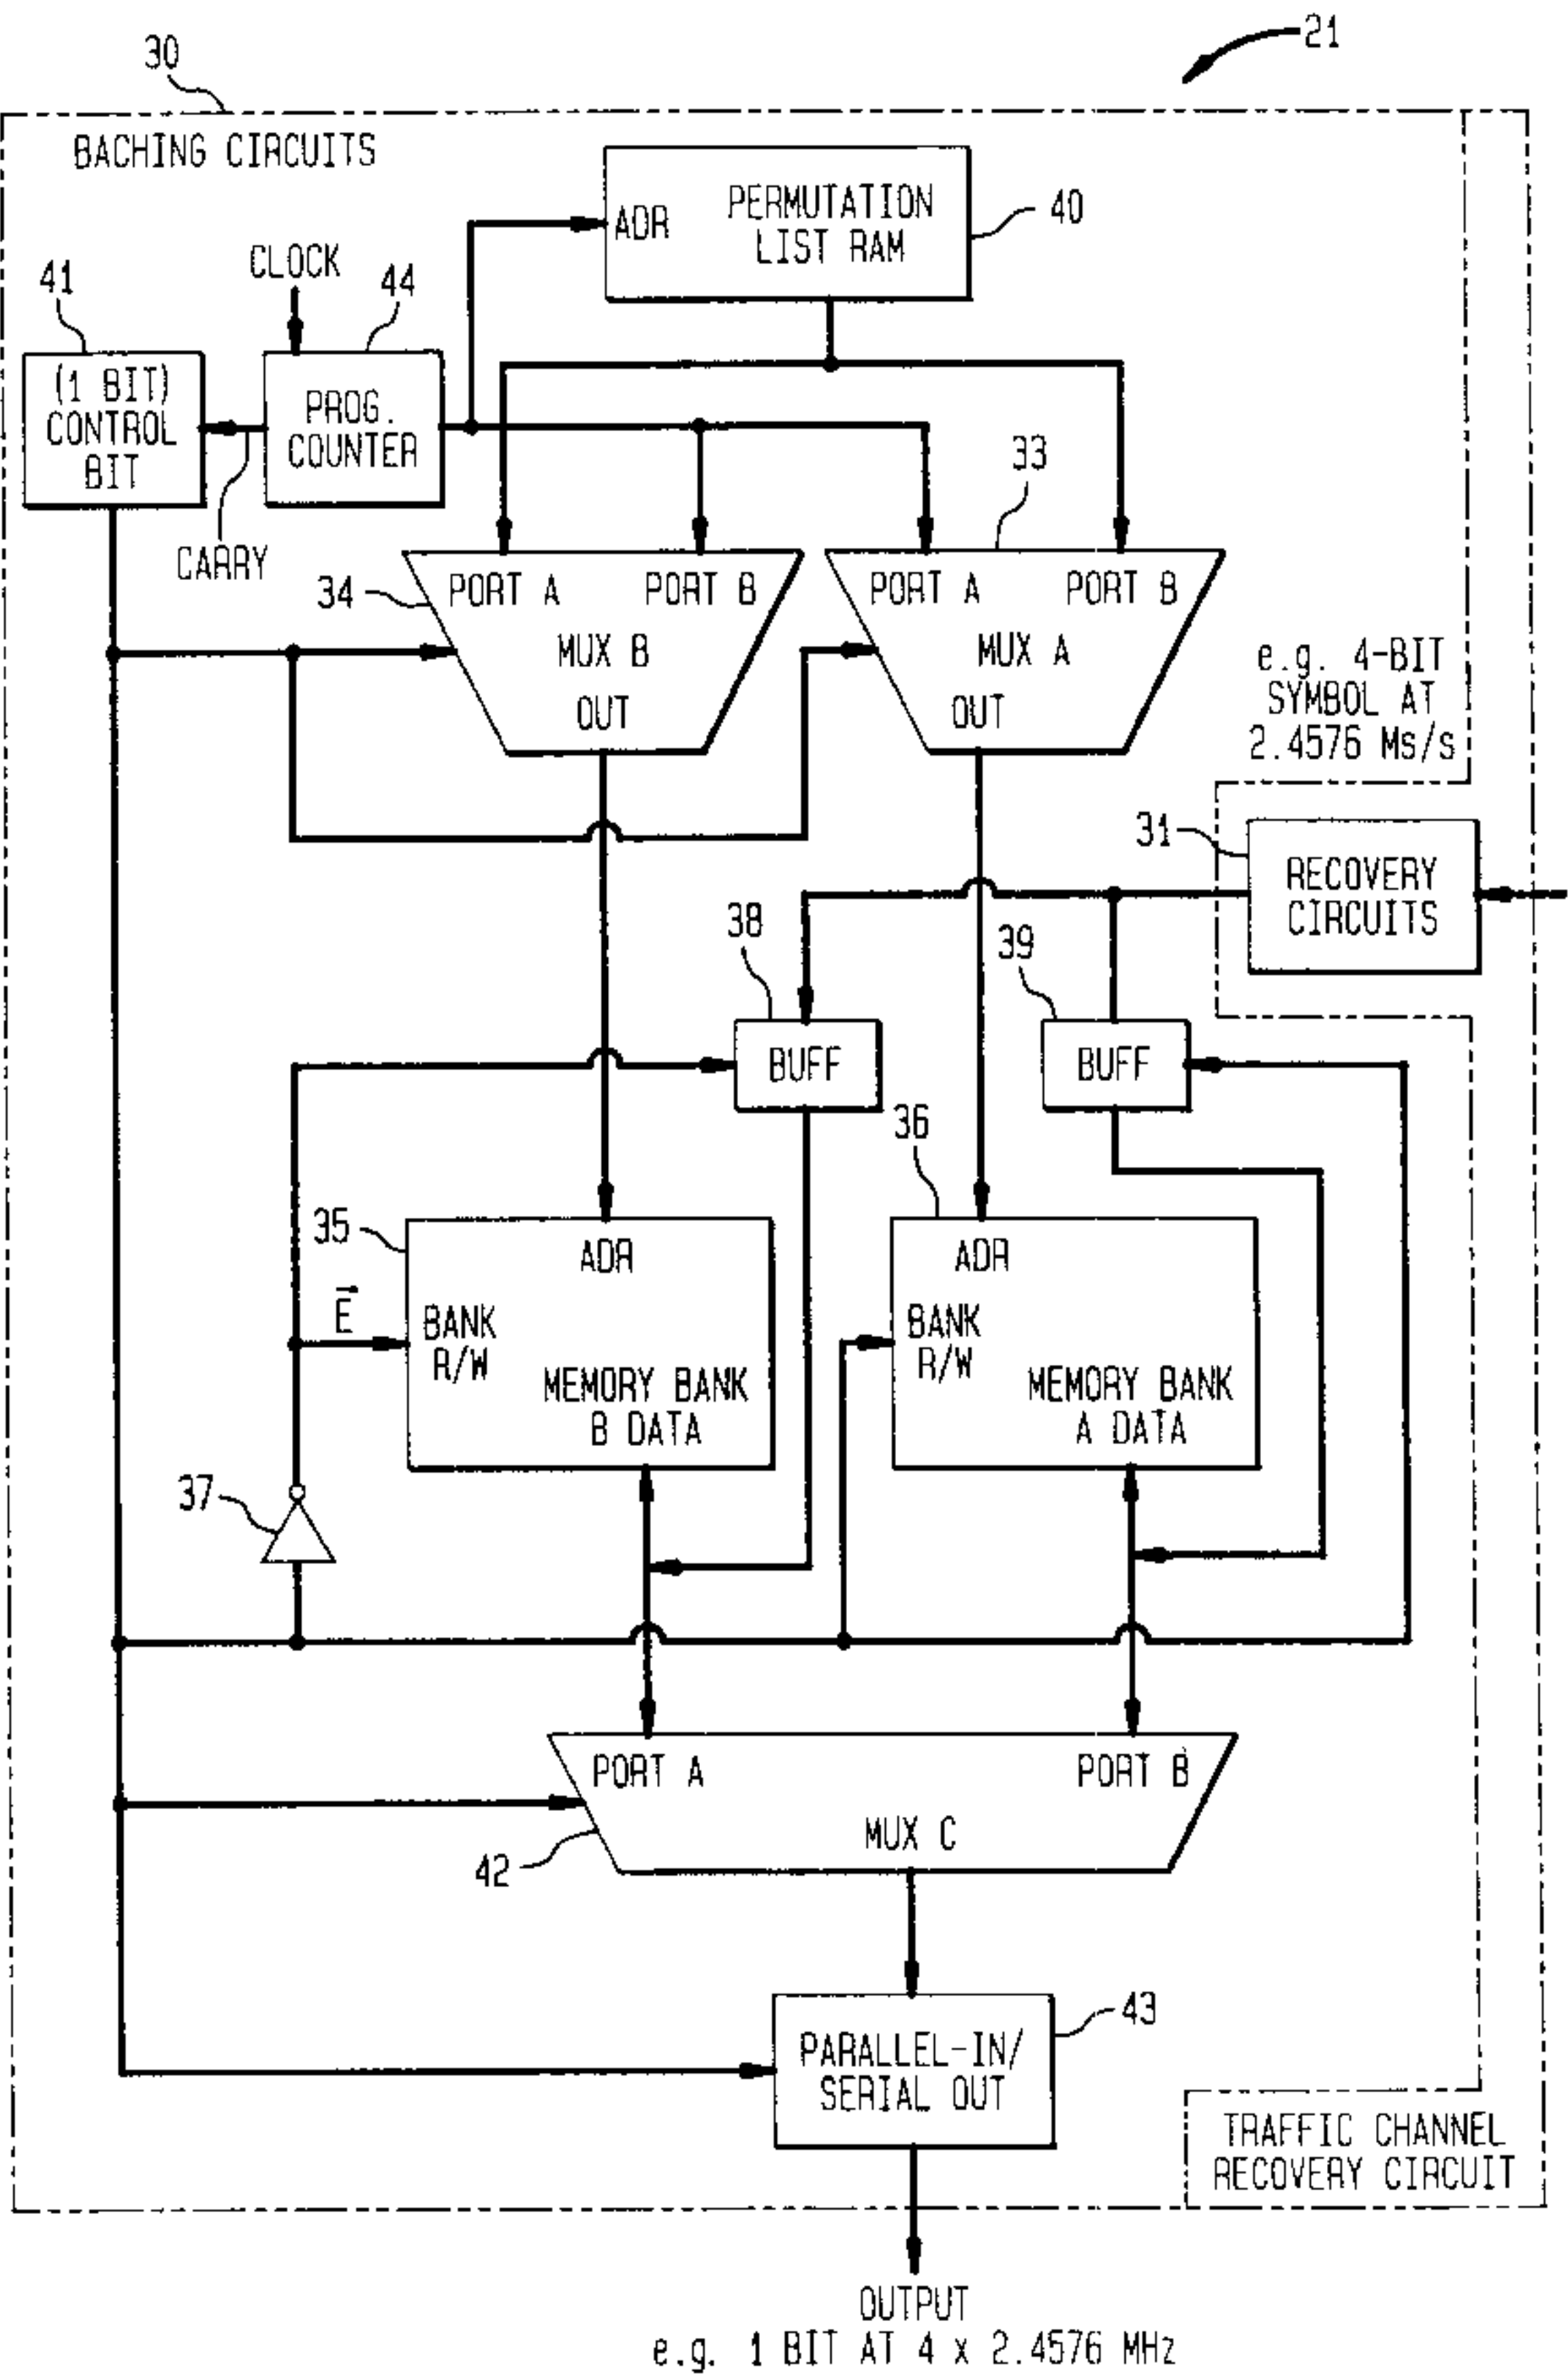 21
30
BACHING CIRCUITS
ADR
PERMUTATION
LIST RAM
40
CLOCK
41
44
(1 BIT)
CONTROL
BIT
PROG.
COUNTER
CARRY
33
34
PORT A
PORT B
MUX B
OUT
PORT A
PORT B
MUX A
OUT
e.g. 4-BIT
SYMBOL AT
2.4576 Ms/s
31
RECOVERY
CIRCUITS
38
BUFF
39
BUFF
35
ADR
BANK
R/W
MEMORY BANK
B DATA
36
ADR
BANK
R/W
MEMORY BANK
A DATA
E
37
PORT A
PORT B
MUX C
42
43
PARALLEL-IN/
SERIAL OUT
TRAFFIC CHANNEL
RECOVERY CIRCUIT
OUTPUT
e.g. 1 BIT AT 4 x 2.4576 MHz